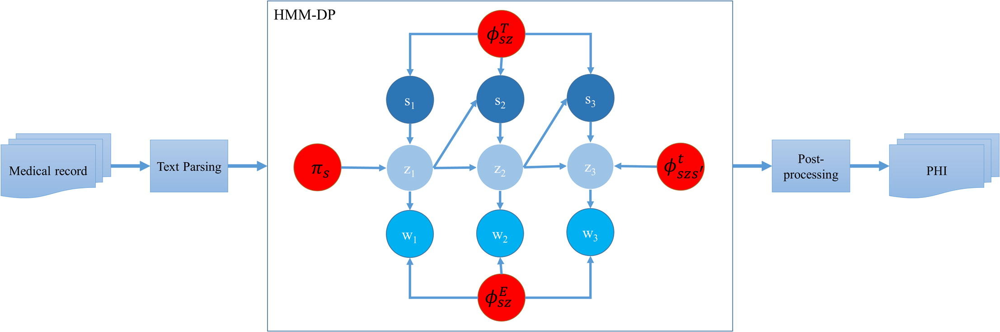 HMM-DP
ϕ^T_sz
s₁ s₂ s₃
Medical record
Text Parsing
π_s
z₁ z₂ z₃
ϕ^t_szs′
Post-
processing
PHI
w₁ w₂ w₃
ϕ^E_sz